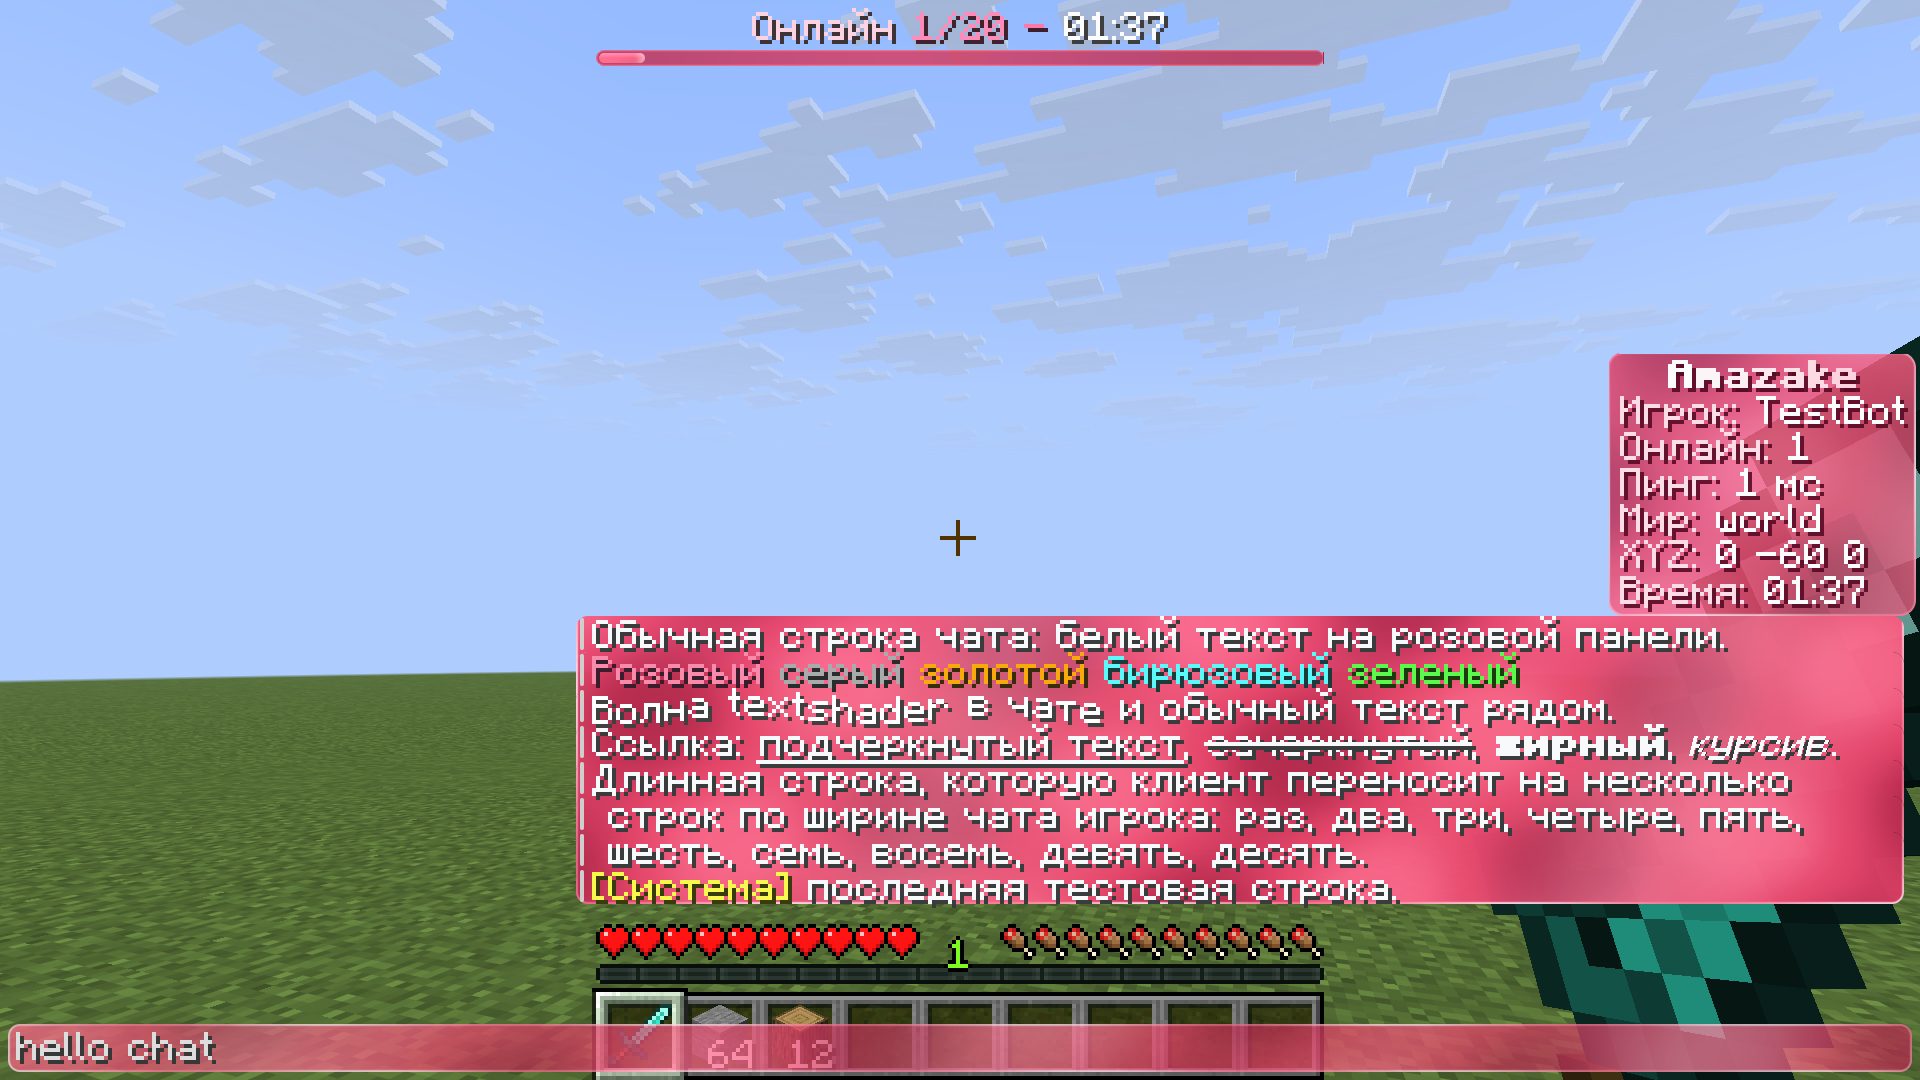 Онлайн 1/20 - 01:37
Amazake
Игрок: TestBot
Онлайн: 1
Пинг: 1 мс
Мир: world
XYZ: 0 -60 0
Время: 01:37
Обычная строка чата: белый текст на розовой панели.
Розовый серый золотой бирюзовый зеленый
Волна textshader в чате и обычный текст рядом.
Ссылка: подчеркнутый текст, зачеркнутый, жирный, курсив.
Длинная строка, которую клиент переносит на несколько
строк по ширине чата игрока: раз, два, три, четыре, пять,
шесть, семь, восемь, девять, десять.
[Система] последняя тестовая строка.
1
64 12
hello chat